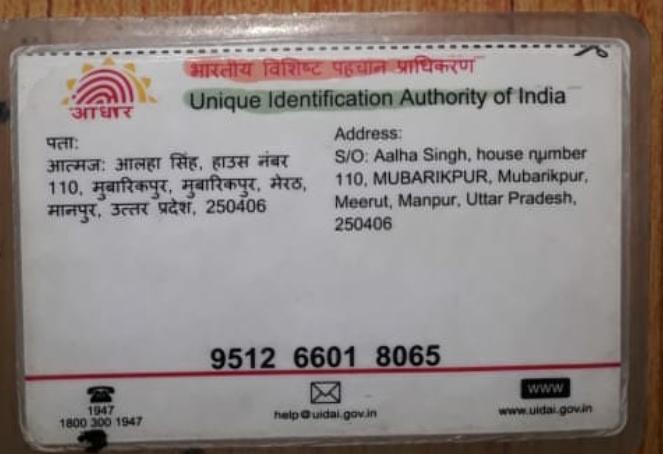 भारतीय विशिष्ट पहचान प्राधिकरण
Unique Identification Authority of India
आधार
पता:
आत्मज: आलहा सिंह, हाउस नंबर
110, मुबारिकपुर, मुबारिकपुर, मेरठ,
मानपुर, उत्तर प्रदेश, 250406
Address:
S/O: Aalha Singh, house number
110, MUBARIKPUR, Mubarikpur,
Meerut, Manpur, Uttar Pradesh,
250406
9512 6601 8065
1947
1800 300 1947
help@uidai.gov.in
www
www.uidai.gov.in